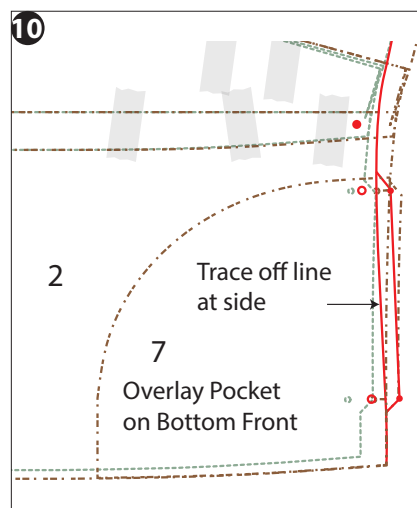 10
2
Trace off line
at side
7
Overlay Pocket
on Bottom Front